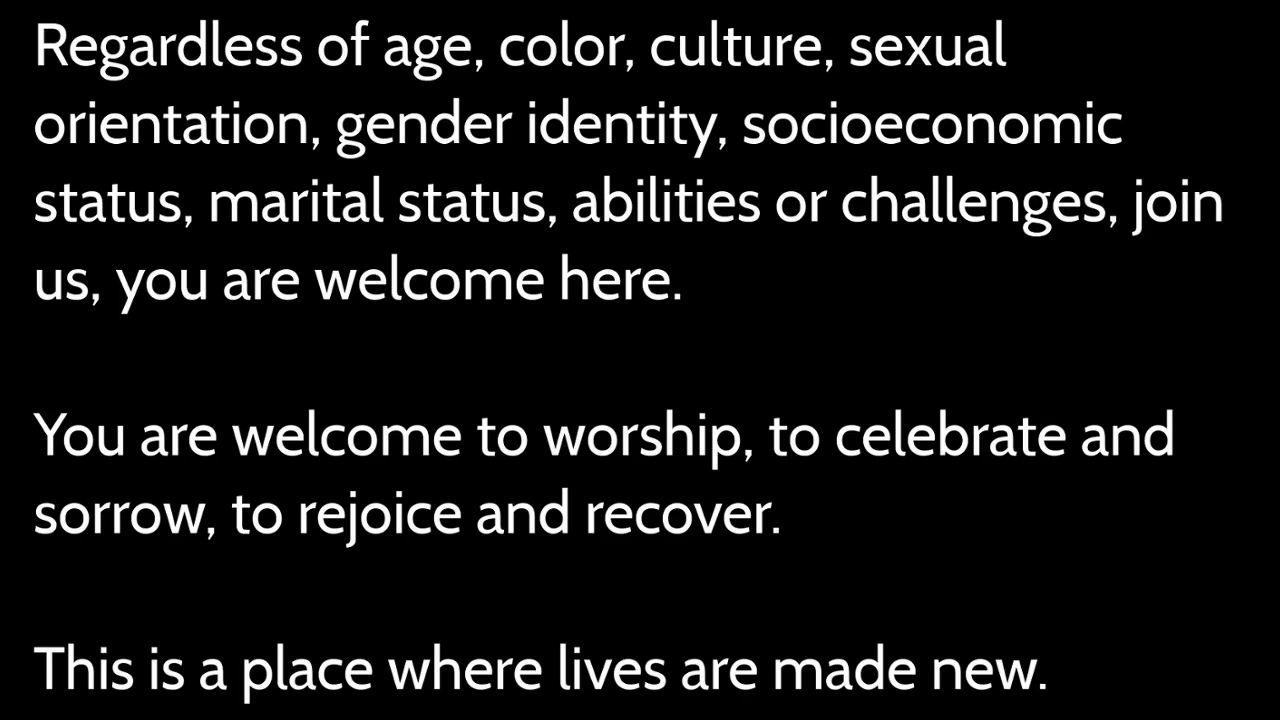 Regardless of age, color, culture, sexual
orientation, gender identity, socioeconomic
status, marital status, abilities or challenges, join
us, you are welcome here.
You are welcome to worship, to celebrate and
sorrow, to rejoice and recover.
This is a place where lives are made new.